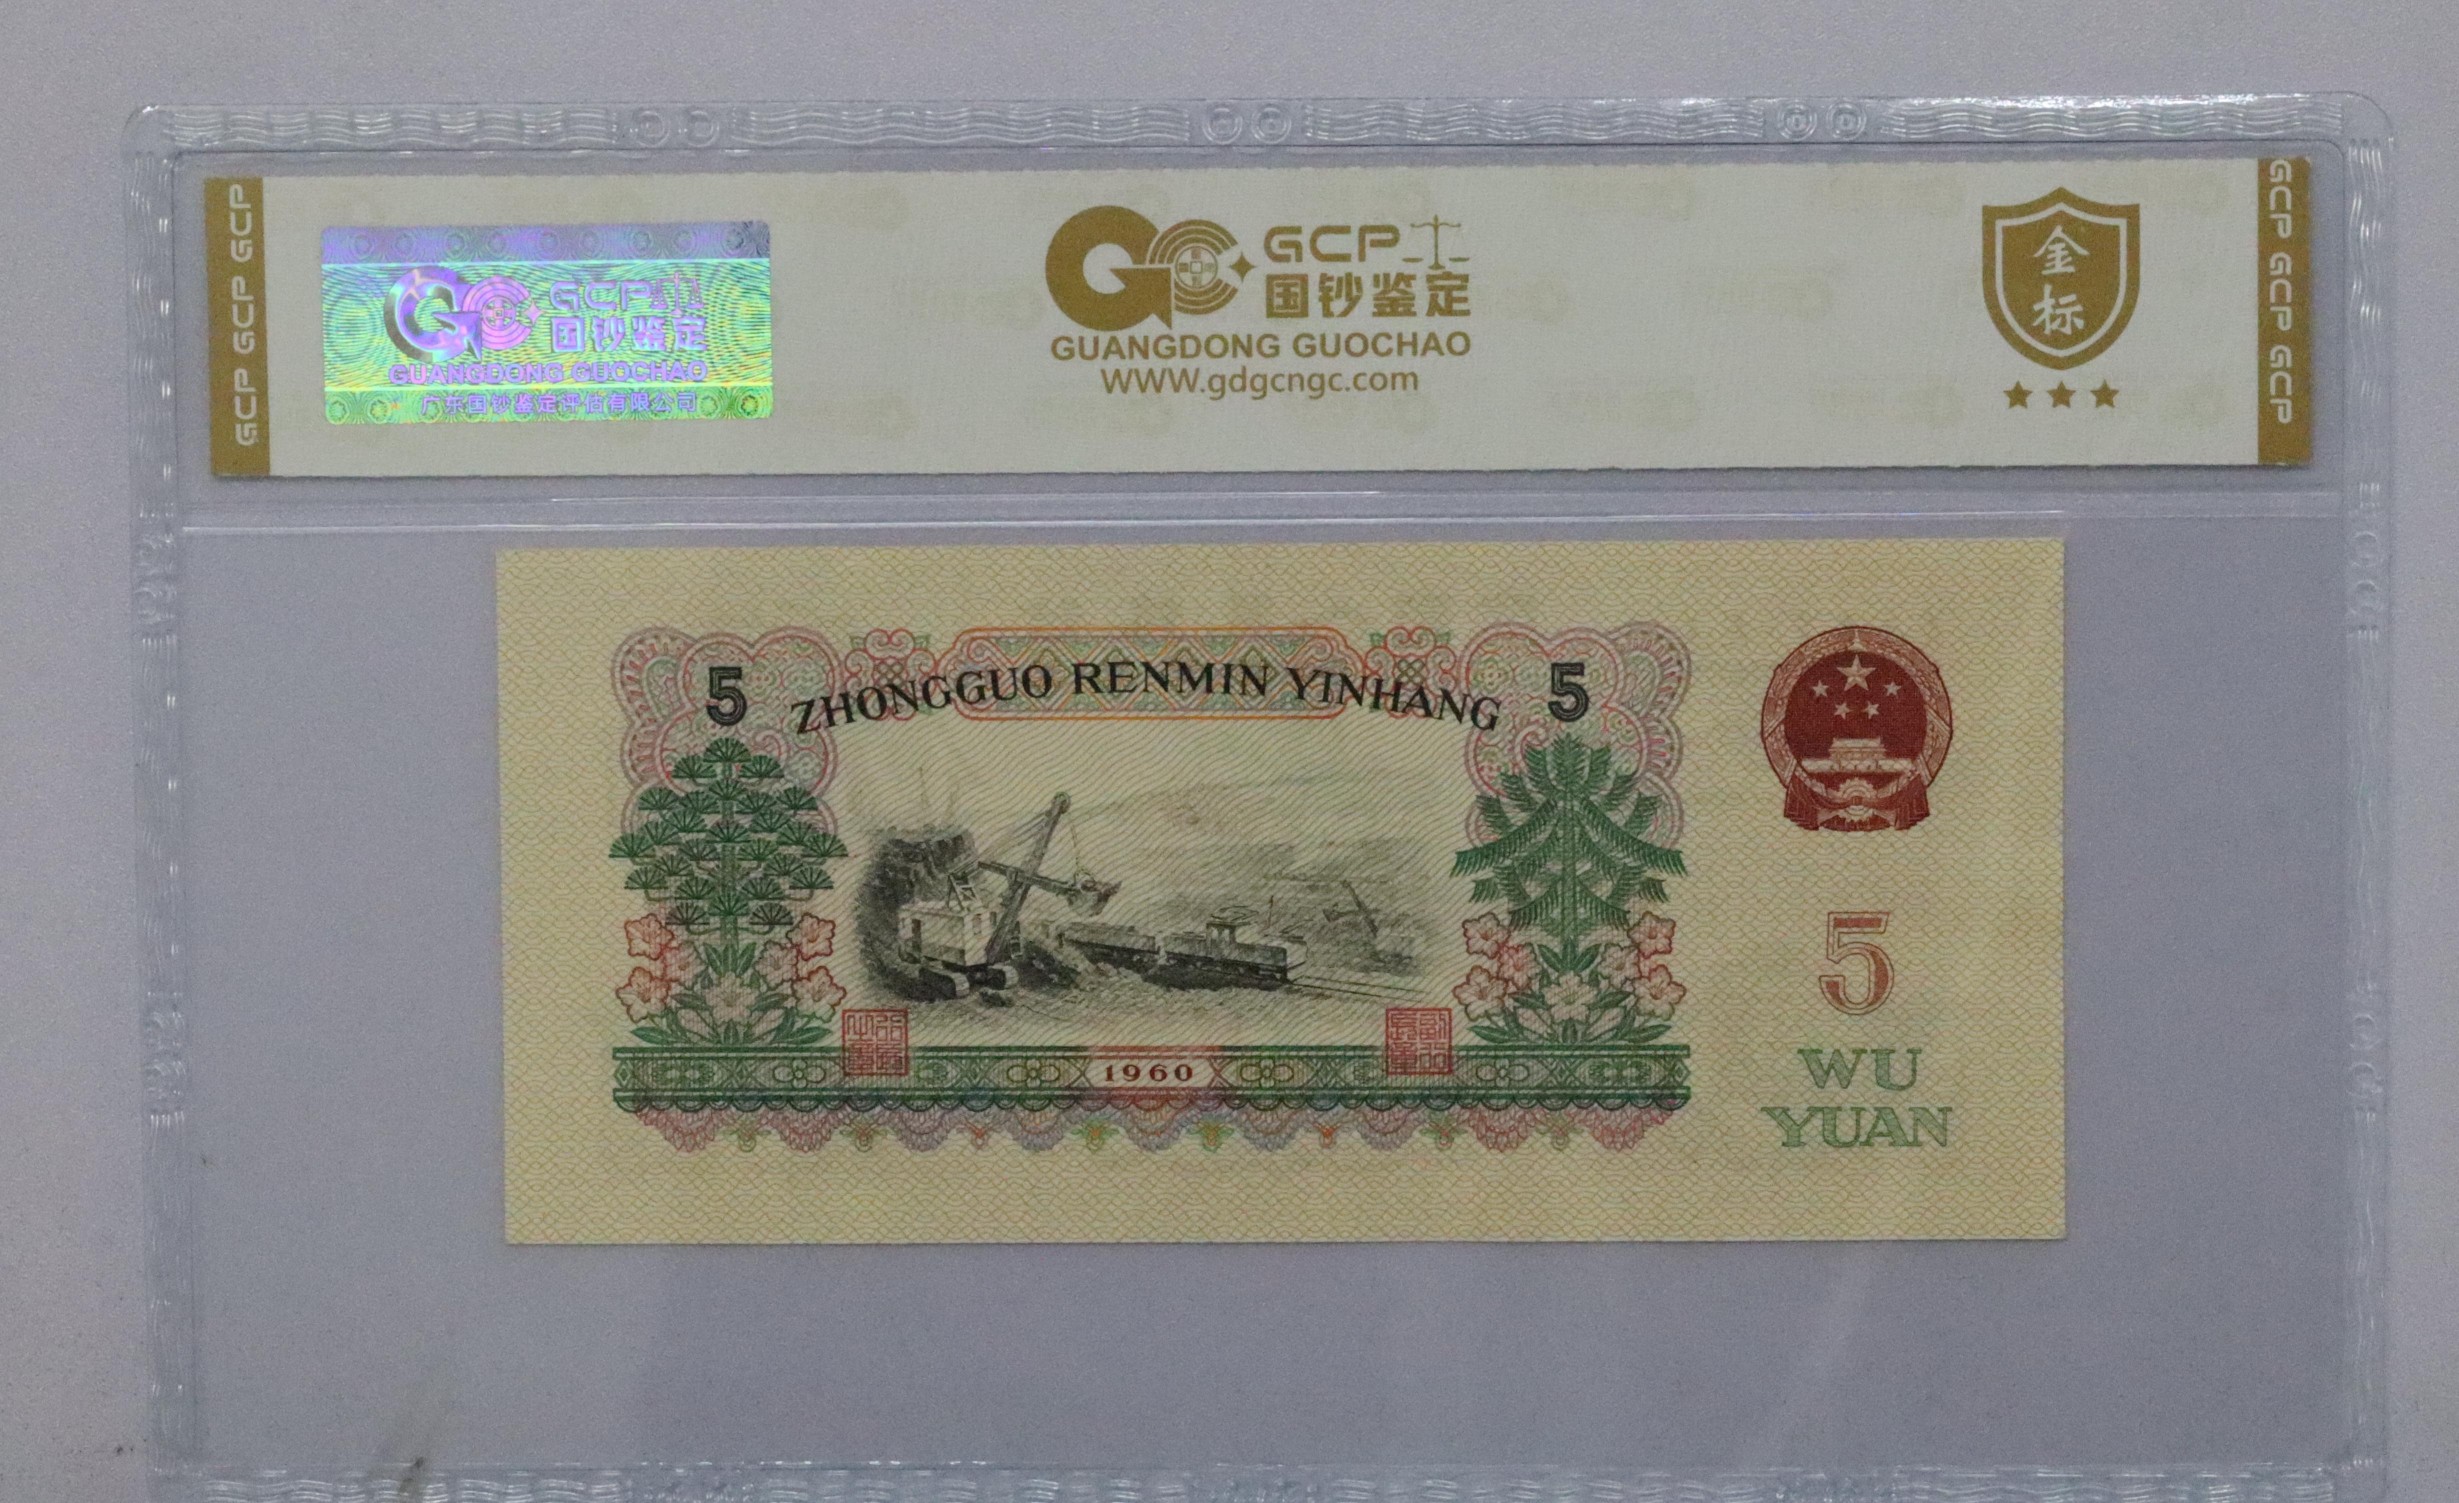 GCP GCP GCP
GCP
国钞鉴定
GUANGDONG GUOCHAO
广东国钞鉴定评估有限公司
GCP
国钞鉴定
GUANGDONG GUOCHAO
WWW.gdgcngc.com
金
标
GCP GCP GCP
5 ZHONGGUO RENMIN YINHANG 5
1960
5
WU
YUAN